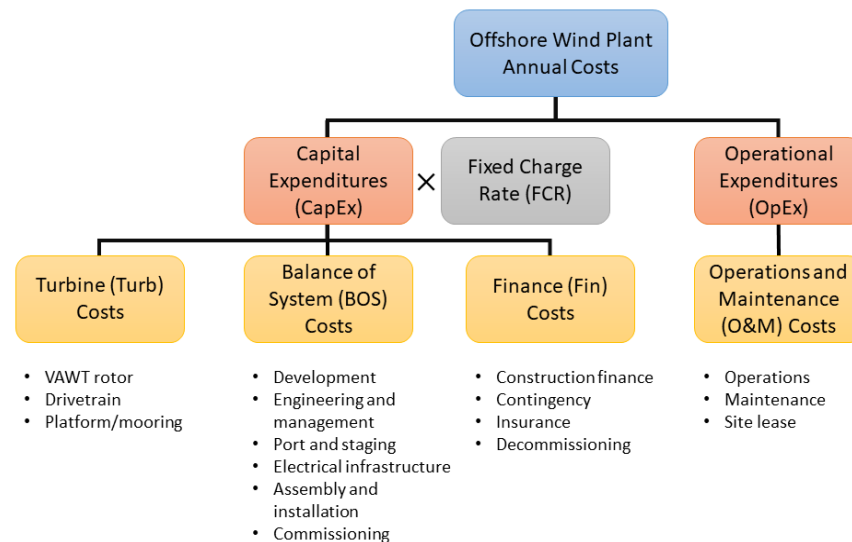 Offshore Wind Plant
Annual Costs
Capital
Expenditures
(CapEx)
×
Fixed Charge
Rate (FCR)
Operational
Expenditures
(OpEx)
Turbine (Turb)
Costs
Balance of
System (BOS)
Costs
Finance (Fin)
Costs
Operations and
Maintenance
(O&M) Costs
• VAWT rotor
• Drivetrain
• Platform/mooring
• Development
• Engineering and
management
• Port and staging
• Electrical infrastructure
• Assembly and
installation
• Commissioning
• Construction finance
• Contingency
• Insurance
• Decommissioning
• Operations
• Maintenance
• Site lease